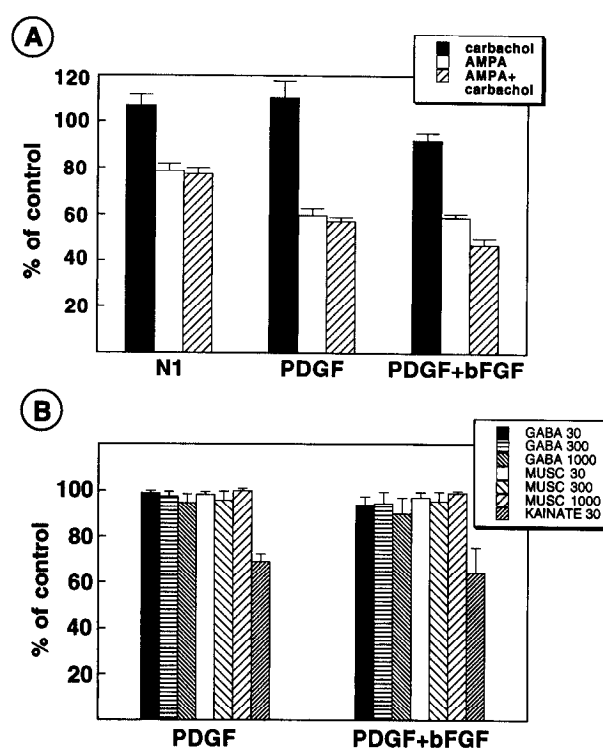 A
carbachol
AMPA
AMPA+
carbachol
120
100
80
60
40
20
% of control
N1 PDGF PDGF+bFGF
B
GABA 30
GABA 300
GABA 1000
MUSC 30
MUSC 300
MUSC 1000
KAINATE 30
100
80
60
40
20
% of control
PDGF PDGF+bFGF